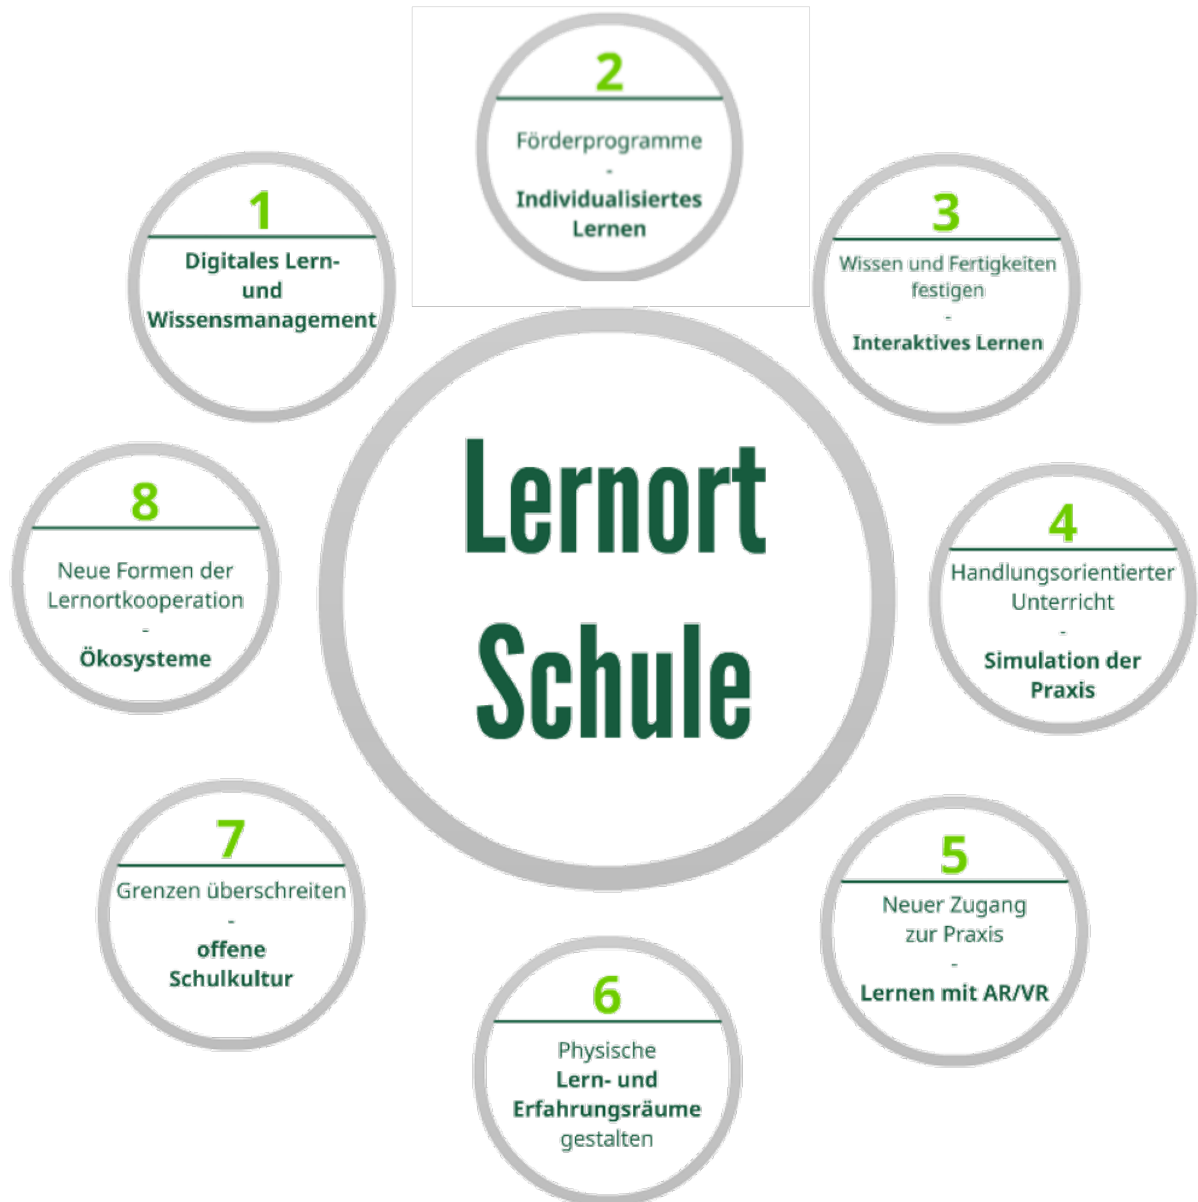 1
Digitales Lern-
und
Wissensmanagement
2
Förderprogramme
-
Individualisiertes
Lernen
3
Wissen und Fertigkeiten
festigen
-
Interaktives Lernen
4
Handlungsorientierter
Unterricht
-
Simulation der
Praxis
5
Neuer Zugang
zur Praxis
-
Lernen mit AR/VR
6
Physische
Lern- und
Erfahrungsräume
gestalten
7
Grenzen überschreiten
-
offene
Schulkultur
8
Neue Formen der
Lernortkooperation
-
Ökosysteme
Lernort
Schule